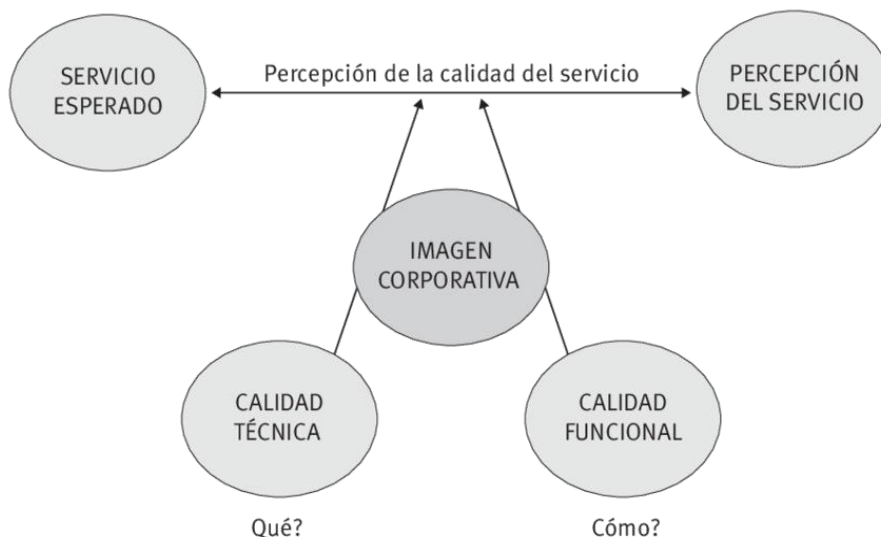 SERVICIO
ESPERADO
Percepción de la calidad del servicio
PERCEPCIÓN
DEL SERVICIO
IMAGEN
CORPORATIVA
CALIDAD
TÉCNICA
CALIDAD
FUNCIONAL
Qué?
Cómo?